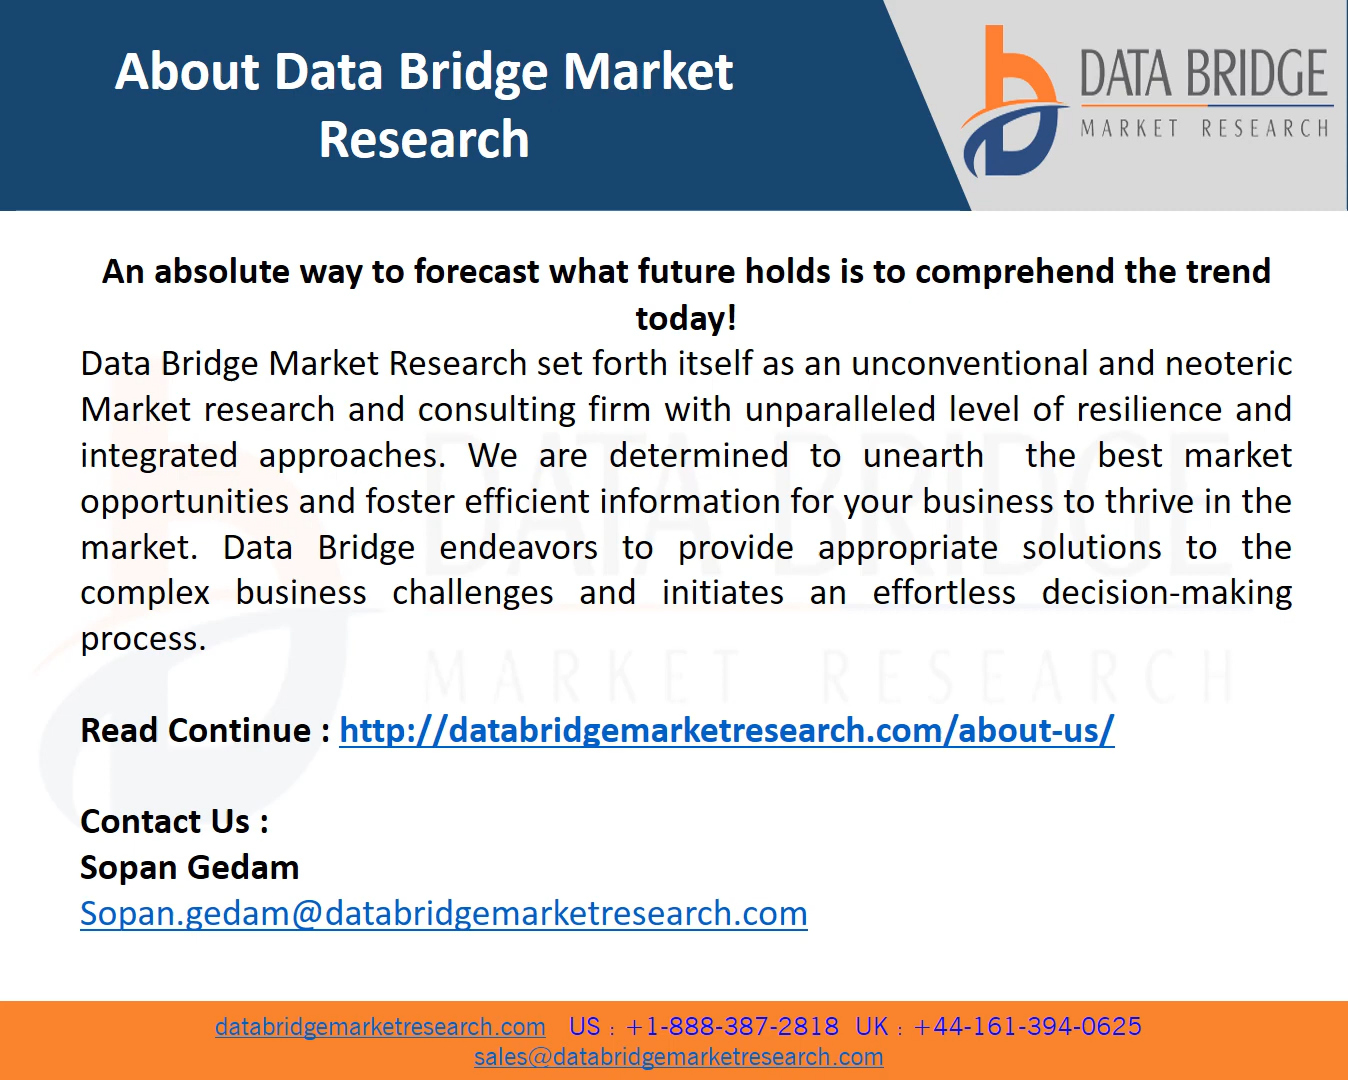 About Data Bridge Market
Research
DATA BRIDGE
MARKET RESEARCH
An absolute way to forecast what future holds is to comprehend the trend
today!
Data Bridge Market Research set forth itself as an unconventional and neoteric
Market research and consulting firm with unparalleled level of resilience and
integrated approaches. We are determined to unearth the best market
opportunities and foster efficient information for your business to thrive in the
market. Data Bridge endeavors to provide appropriate solutions to the
complex business challenges and initiates an effortless decision-making
process.
DATA BRIDGE
MARKET RESEARCH
Read Continue : http://databridgemarketresearch.com/about-us/
Contact Us :
Sopan Gedam
Sopan.gedam@databridgemarketresearch.com
databridgemarketresearch.com US : +1-888-387-2818 UK : +44-161-394-0625
sales@databridgemarketresearch.com